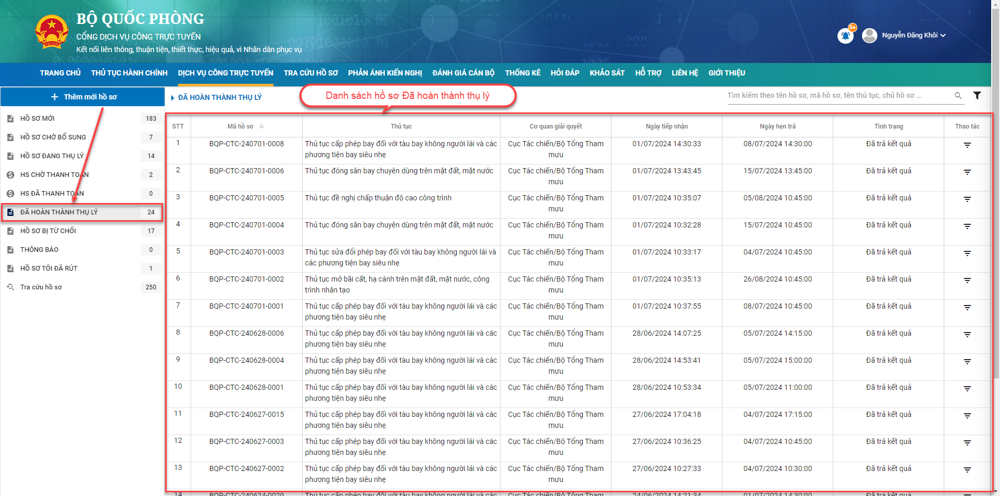 BỘ QUỐC PHÒNG
CỔNG DỊCH VỤ CÔNG TRỰC TUYẾN
Kết nối liên thông, thuận tiện, thiết thực, hiệu quả, vì Nhân dân phục vụ
5+
Nguyễn Đăng Khôi
TRANG CHỦ THỦ TỤC HÀNH CHÍNH DỊCH VỤ CÔNG TRỰC TUYẾN TRA CỨU HỒ SƠ PHẢN ÁNH KIẾN NGHỊ ĐÁNH GIÁ CÁN BỘ THỐNG KÊ HỎI ĐÁP KHẢO SÁT HỖ TRỢ LIÊN HỆ GIỚI THIỆU
Thêm mới hồ sơ
HỒ SƠ MỚI 183
HỒ SƠ CHỜ BỔ SUNG 7
HỒ SƠ ĐANG THỤ LÝ 14
HS CHỜ THANH TOÁN 2
HS ĐÃ THANH TOÁN 0
ĐÃ HOÀN THÀNH THỤ LÝ 24
HỒ SƠ BỊ TỪ CHỐI 17
THÔNG BÁO 0
HỒ SƠ TÔI ĐÃ RÚT 1
Tra cứu hồ sơ 250
ĐÃ HOÀN THÀNH THỤ LÝ
Danh sách hồ sơ Đã hoàn thành thụ lý
Tìm kiếm theo tên hồ sơ, mã hồ sơ, tên thủ tục, chủ hồ sơ ...
STT Mã hồ sơ Thủ tục Cơ quan giải quyết Ngày tiếp nhận Ngày hẹn trả Tình trạng Thao tác
1 BQP-CTC-240701-0008 Thủ tục cấp phép bay đối với tàu bay không người lái và các Cục Tác chiến/Bộ Tổng Tham 01/07/2024 14:30:33 08/07/2024 14:30:00 Đã trả kết quả
phương tiện bay siêu nhẹ mưu
2 BQP-CTC-240701-0006 Thủ tục đóng sân bay chuyên dùng trên mặt đất, mặt nước Cục Tác chiến/Bộ Tổng Tham 01/07/2024 13:43:45 15/07/2024 13:45:00 Đã trả kết quả
mưu
3 BQP-CTC-240701-0005 Thủ tục đề nghị chấp thuận độ cao công trình Cục Tác chiến/Bộ Tổng Tham 01/07/2024 10:35:07 05/08/2024 10:45:00 Đã trả kết quả
mưu
4 BQP-CTC-240701-0004 Thủ tục đóng sân bay chuyên dùng trên mặt đất, mặt nước Cục Tác chiến/Bộ Tổng Tham 01/07/2024 10:32:28 15/07/2024 10:45:00 Đã trả kết quả
mưu
5 BQP-CTC-240701-0003 Thủ tục sửa đổi phép bay đối với tàu bay không người lái và Cục Tác chiến/Bộ Tổng Tham 01/07/2024 10:33:17 04/07/2024 10:45:00 Đã trả kết quả
các phương tiện bay siêu nhẹ mưu
6 BQP-CTC-240701-0002 Thủ tục mở bãi cất, hạ cánh trên mặt đất, mặt nước, công Cục Tác chiến/Bộ Tổng Tham 01/07/2024 10:35:13 26/08/2024 10:45:00 Đã trả kết quả
trình nhân tạo mưu
7 BQP-CTC-240701-0001 Thủ tục cấp phép bay đối với tàu bay không người lái và các Cục Tác chiến/Bộ Tổng Tham 01/07/2024 10:37:55 08/07/2024 10:45:00 Đã trả kết quả
phương tiện bay siêu nhẹ mưu
8 BQP-CTC-240628-0006 Thủ tục cấp phép bay đối với tàu bay không người lái và các Cục Tác chiến/Bộ Tổng Tham 28/06/2024 14:07:25 05/07/2024 14:15:00 Đã trả kết quả
phương tiện bay siêu nhẹ mưu
9 BQP-CTC-240628-0004 Thủ tục cấp phép bay đối với tàu bay không người lái và các Cục Tác chiến/Bộ Tổng Tham 28/06/2024 14:53:41 05/07/2024 15:00:00 Đã trả kết quả
phương tiện bay siêu nhẹ mưu
10 BQP-CTC-240628-0001 Thủ tục cấp phép bay đối với tàu bay không người lái và các Cục Tác chiến/Bộ Tổng Tham 28/06/2024 10:53:34 05/07/2024 11:00:00 Đã trả kết quả
phương tiện bay siêu nhẹ mưu
11 BQP-CTC-240627-0015 Thủ tục cấp phép bay đối với tàu bay không người lái và các Cục Tác chiến/Bộ Tổng Tham 27/06/2024 17:04:18 04/07/2024 17:15:00 Đã trả kết quả
phương tiện bay siêu nhẹ mưu
12 BQP-CTC-240627-0003 Thủ tục cấp phép bay đối với tàu bay không người lái và các Cục Tác chiến/Bộ Tổng Tham 27/06/2024 10:36:25 04/07/2024 10:45:00 Đã trả kết quả
phương tiện bay siêu nhẹ mưu
13 BQP-CTC-240627-0002 Thủ tục cấp phép bay đối với tàu bay không người lái và các Cục Tác chiến/Bộ Tổng Tham 27/06/2024 10:27:33 04/07/2024 10:30:00 Đã trả kết quả
phương tiện bay siêu nhẹ mưu
14 BQP-CTC-240624-0029 Thủ tục cấp phép bay đối với tàu bay không người lái và các Cục Tác chiến/Bộ Tổng Tham 24/06/2024 14:21:34 01/07/2024 14:30:00 Đã trả kết quả